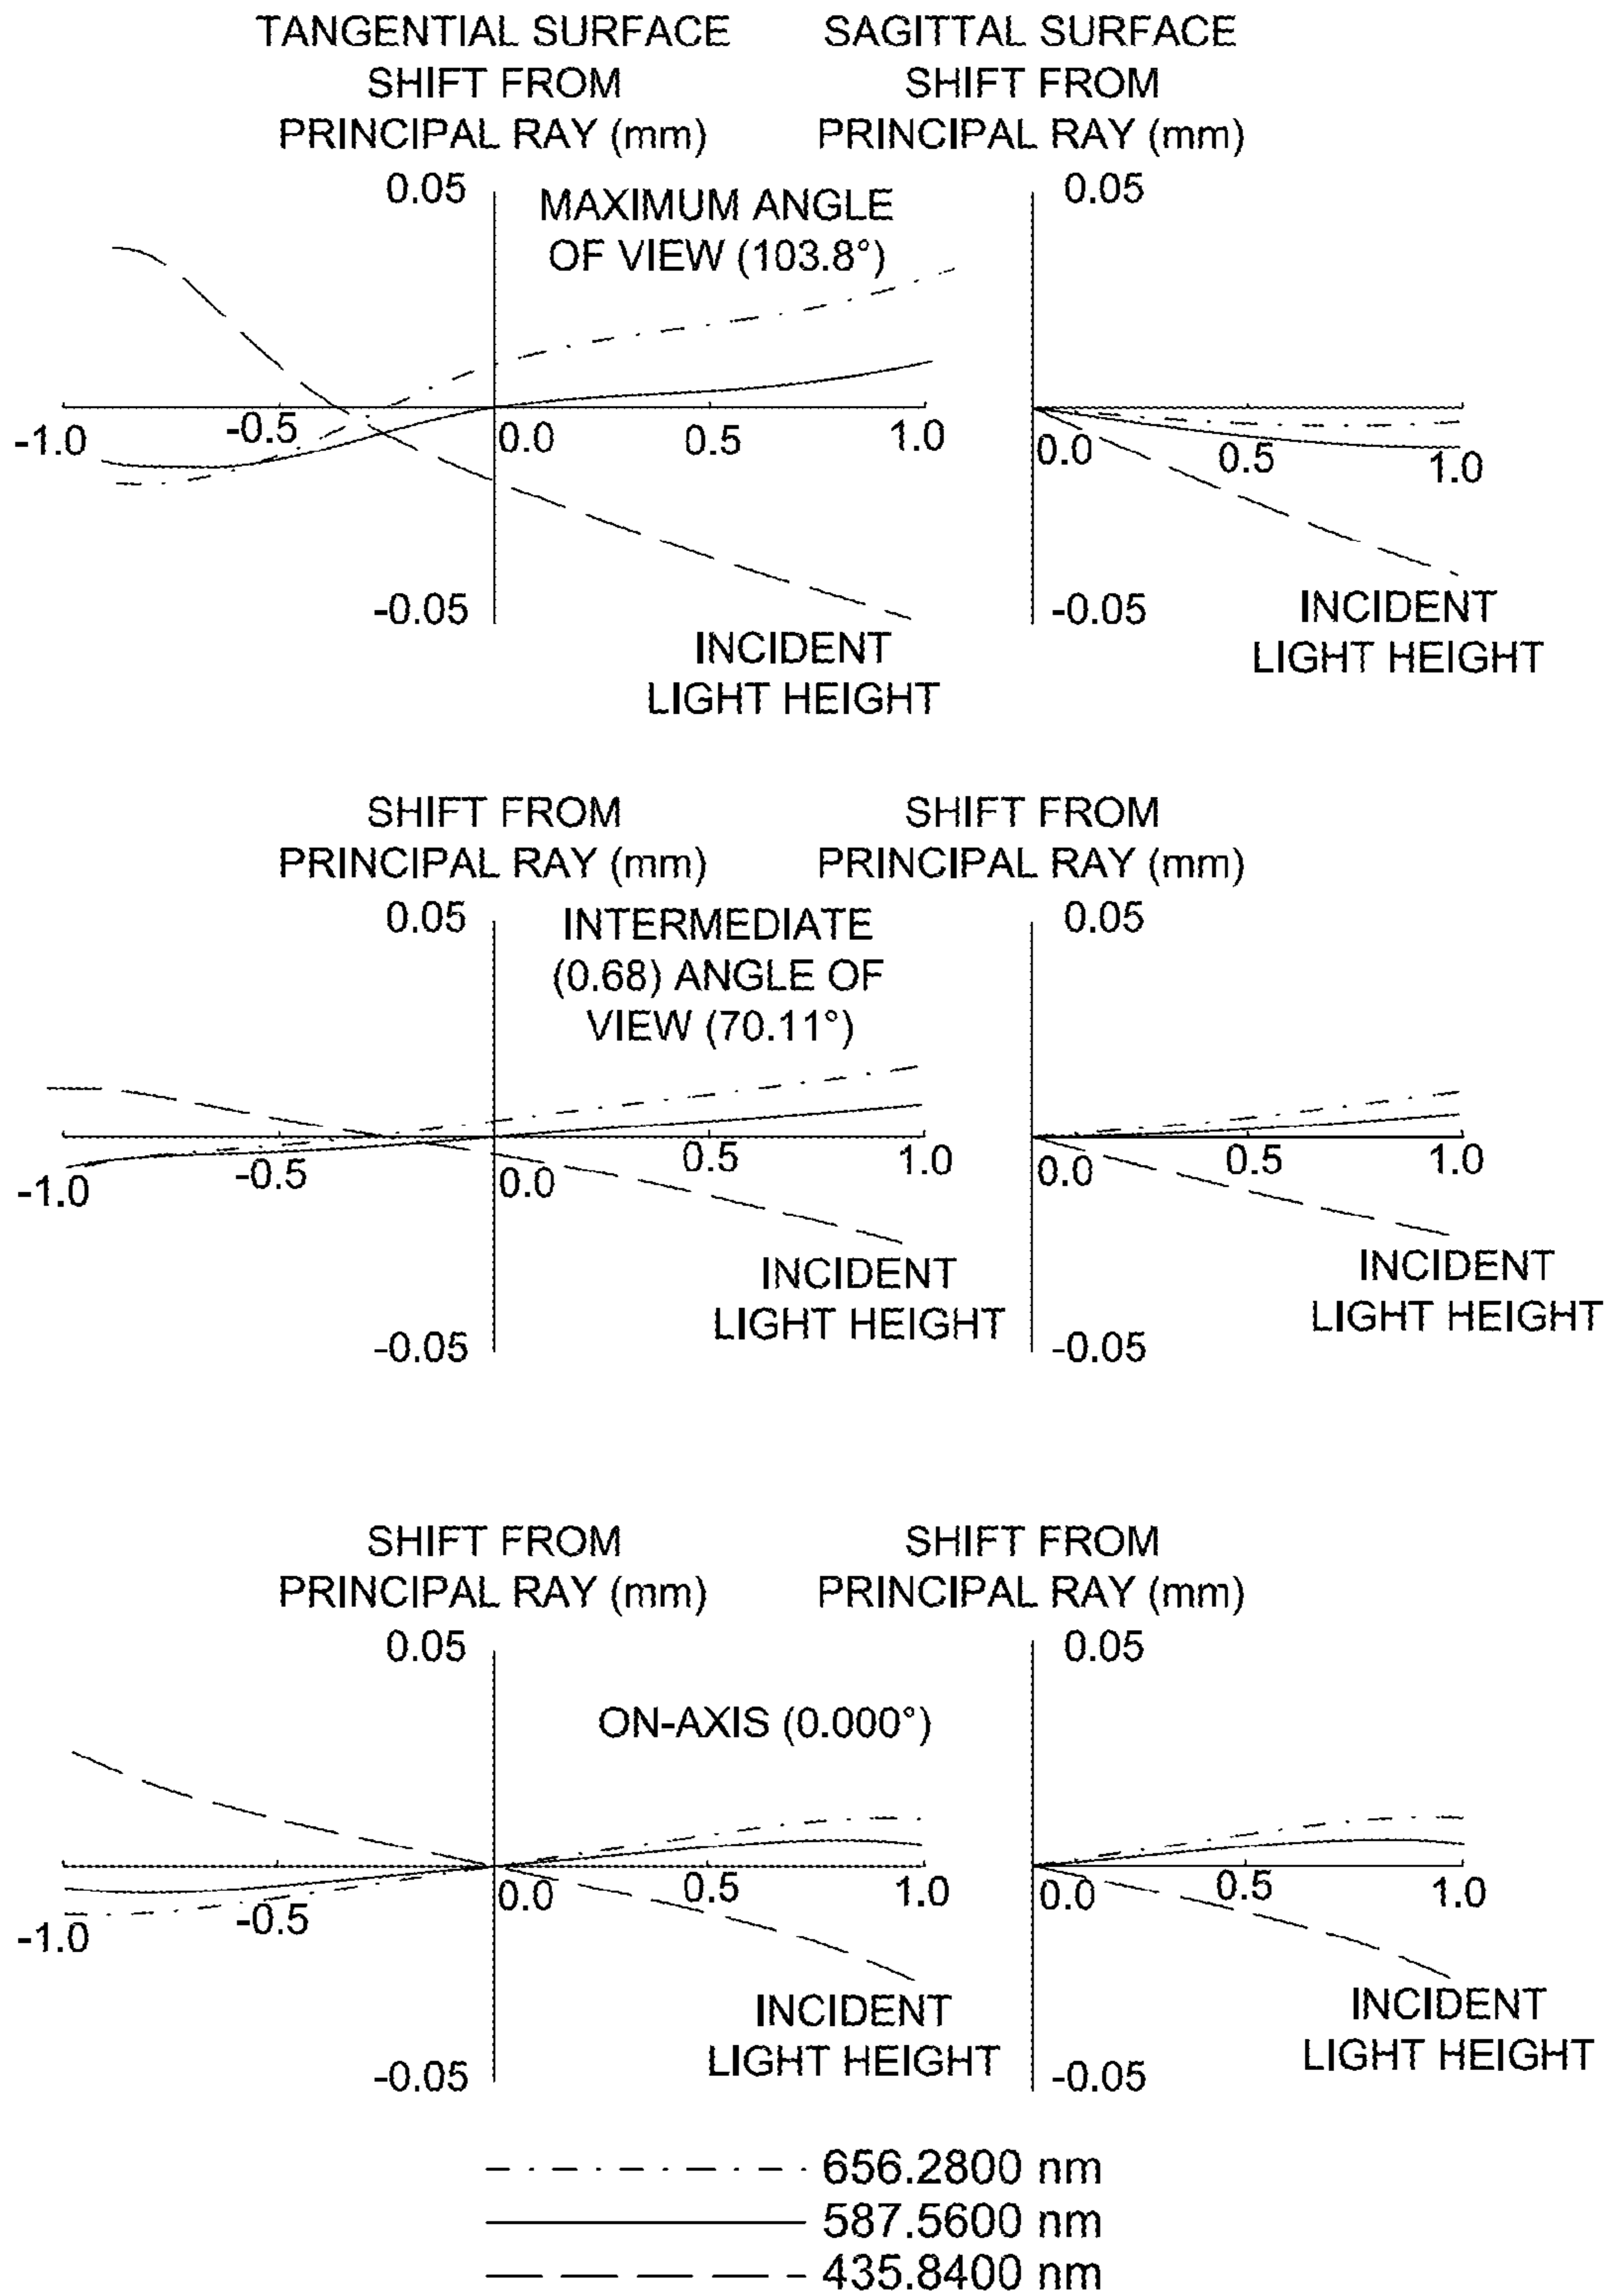 TANGENTIAL SURFACE
SHIFT FROM
PRINCIPAL RAY (mm)
SAGITTAL SURFACE
SHIFT FROM
PRINCIPAL RAY (mm)
0.05
MAXIMUM ANGLE
OF VIEW (103.8°)
-1.0
-0.5
0.0
0.5
1.0
-0.05
INCIDENT
LIGHT HEIGHT
0.05
0.0
0.5
1.0
-0.05
INCIDENT
LIGHT HEIGHT
SHIFT FROM
PRINCIPAL RAY (mm)
SHIFT FROM
PRINCIPAL RAY (mm)
0.05
INTERMEDIATE
(0.68) ANGLE OF
VIEW (70.11°)
-1.0
-0.5
0.0
0.5
1.0
INCIDENT
LIGHT HEIGHT
-0.05
0.05
0.0
0.5
1.0
INCIDENT
LIGHT HEIGHT
-0.05
SHIFT FROM
PRINCIPAL RAY (mm)
SHIFT FROM
PRINCIPAL RAY (mm)
0.05
ON-AXIS (0.000°)
-1.0
-0.5
0.0
0.5
1.0
INCIDENT
LIGHT HEIGHT
-0.05
0.05
0.0
0.5
1.0
INCIDENT
LIGHT HEIGHT
-0.05
656.2800 nm
587.5600 nm
435.8400 nm